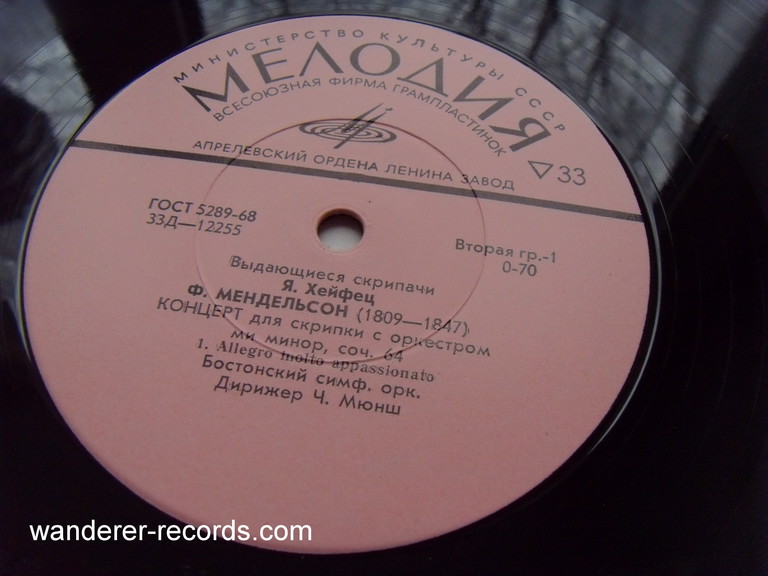 МИНИСТЕРСТВО КУЛЬТУРЫ СССР
МЕЛОДИЯ
ВСЕСОЮЗНАЯ ФИРМА ГРАМПЛАСТИНОК
АПРЕЛЕВСКИЙ ОРДЕНА ЛЕНИНА ЗАВОД
33
ГОСТ 5289-68
33Д—12255
Вторая гр.-1
0-70
Выдающиеся скрипачи
Я. Хейфец
Ф. МЕНДЕЛЬСОН (1809—1847)
КОНЦЕРТ для скрипки с оркестром
ми минор, соч. 64
1. Allegro molto appassionato
Бостонский симф. орк.
Дирижер Ч. Мюнш
wanderer-records.com